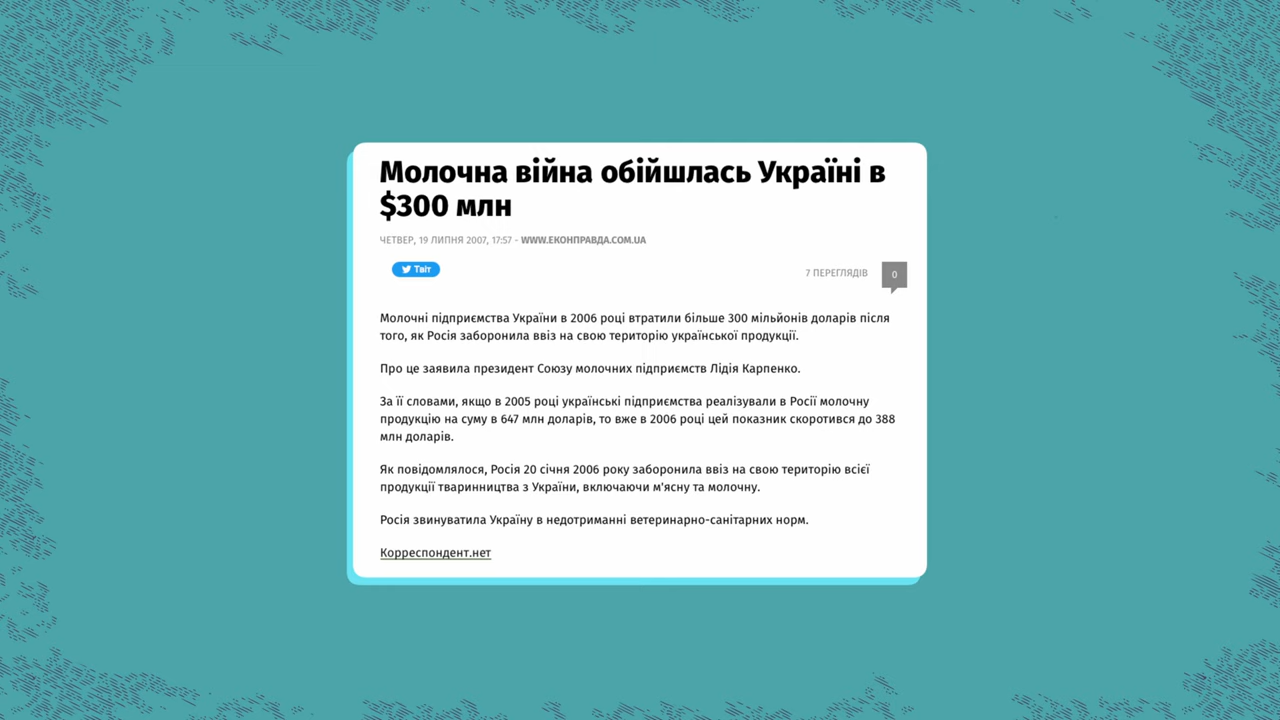 Молочна війна обійшлась Україні в
$300 млн
ЧЕТВЕР, 19 ЛИПНЯ 2007, 17:57 - WWW.ЕКОНПРАВДА.COM.UA
Твіт
7 ПЕРЕГЛЯДІВ
0
Молочні підприємства України в 2006 році втратили більше 300 мільйонів доларів після
того, як Росія заборонила ввіз на свою територію української продукції.
Про це заявила президент Союзу молочних підприємств Лідія Карпенко.
За її словами, якщо в 2005 році українські підприємства реалізували в Росії молочну
продукцію на суму в 647 млн доларів, то вже в 2006 році цей показник скоротився до 388
млн доларів.
Як повідомлялося, Росія 20 січня 2006 року заборонила ввіз на свою територію всієї
продукції тваринництва з України, включаючи м'ясну та молочну.
Росія звинуватила Україну в недотриманні ветеринарно-санітарних норм.
Корреспондент.нет